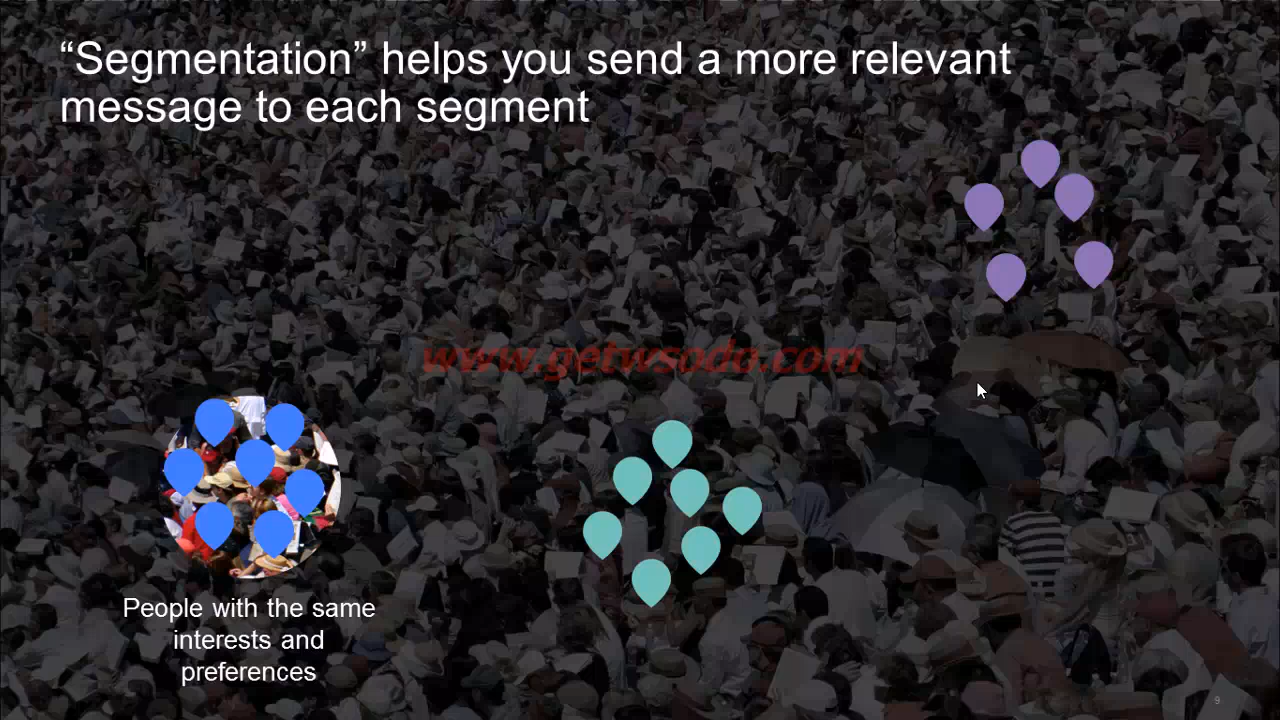 “Segmentation” helps you send a more relevant
message to each segment
www.getwsodo.com
People with the same
interests and
preferences
9